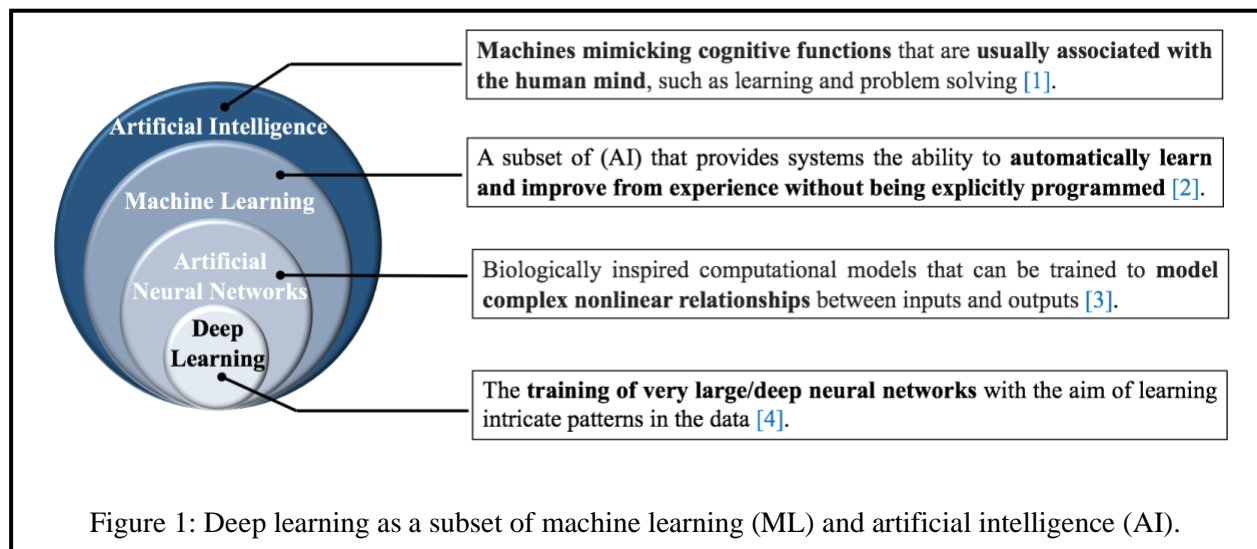 Artificial Intelligence
Machine Learning
Artificial
Neural Networks
Deep
Learning
Machines mimicking cognitive functions that are usually associated with
the human mind, such as learning and problem solving [1].
A subset of (AI) that provides systems the ability to automatically learn
and improve from experience without being explicitly programmed [2].
Biologically inspired computational models that can be trained to model
complex nonlinear relationships between inputs and outputs [3].
The training of very large/deep neural networks with the aim of learning
intricate patterns in the data [4].
Figure 1: Deep learning as a subset of machine learning (ML) and artificial intelligence (AI).